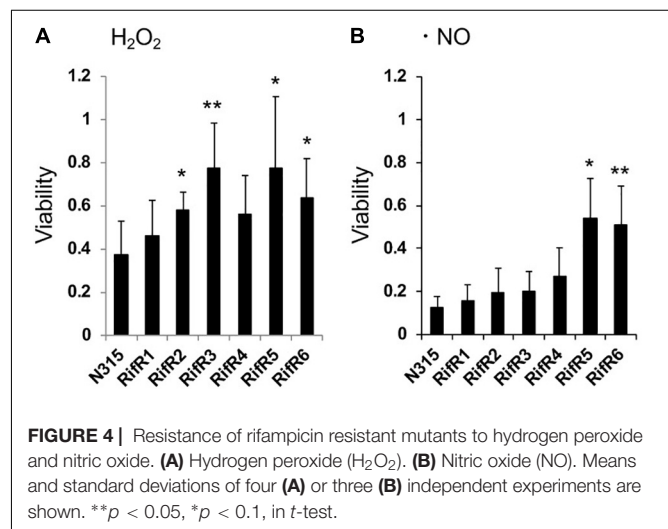 A H₂O₂
1.2
1
0.8
0.6
0.4
0.2
0
Viability
*
**
*
*
N315
RifR1
RifR2
RifR3
RifR4
RifR5
RifR6
B · NO
1.2
1
0.8
0.6
0.4
0.2
0
Viability
*
**
N315
RifR1
RifR2
RifR3
RifR4
RifR5
RifR6
FIGURE 4 | Resistance of rifampicin resistant mutants to hydrogen peroxide
and nitric oxide. (A) Hydrogen peroxide (H₂O₂). (B) Nitric oxide (NO). Means
and standard deviations of four (A) or three (B) independent experiments are
shown. **p < 0.05, *p < 0.1, in t-test.